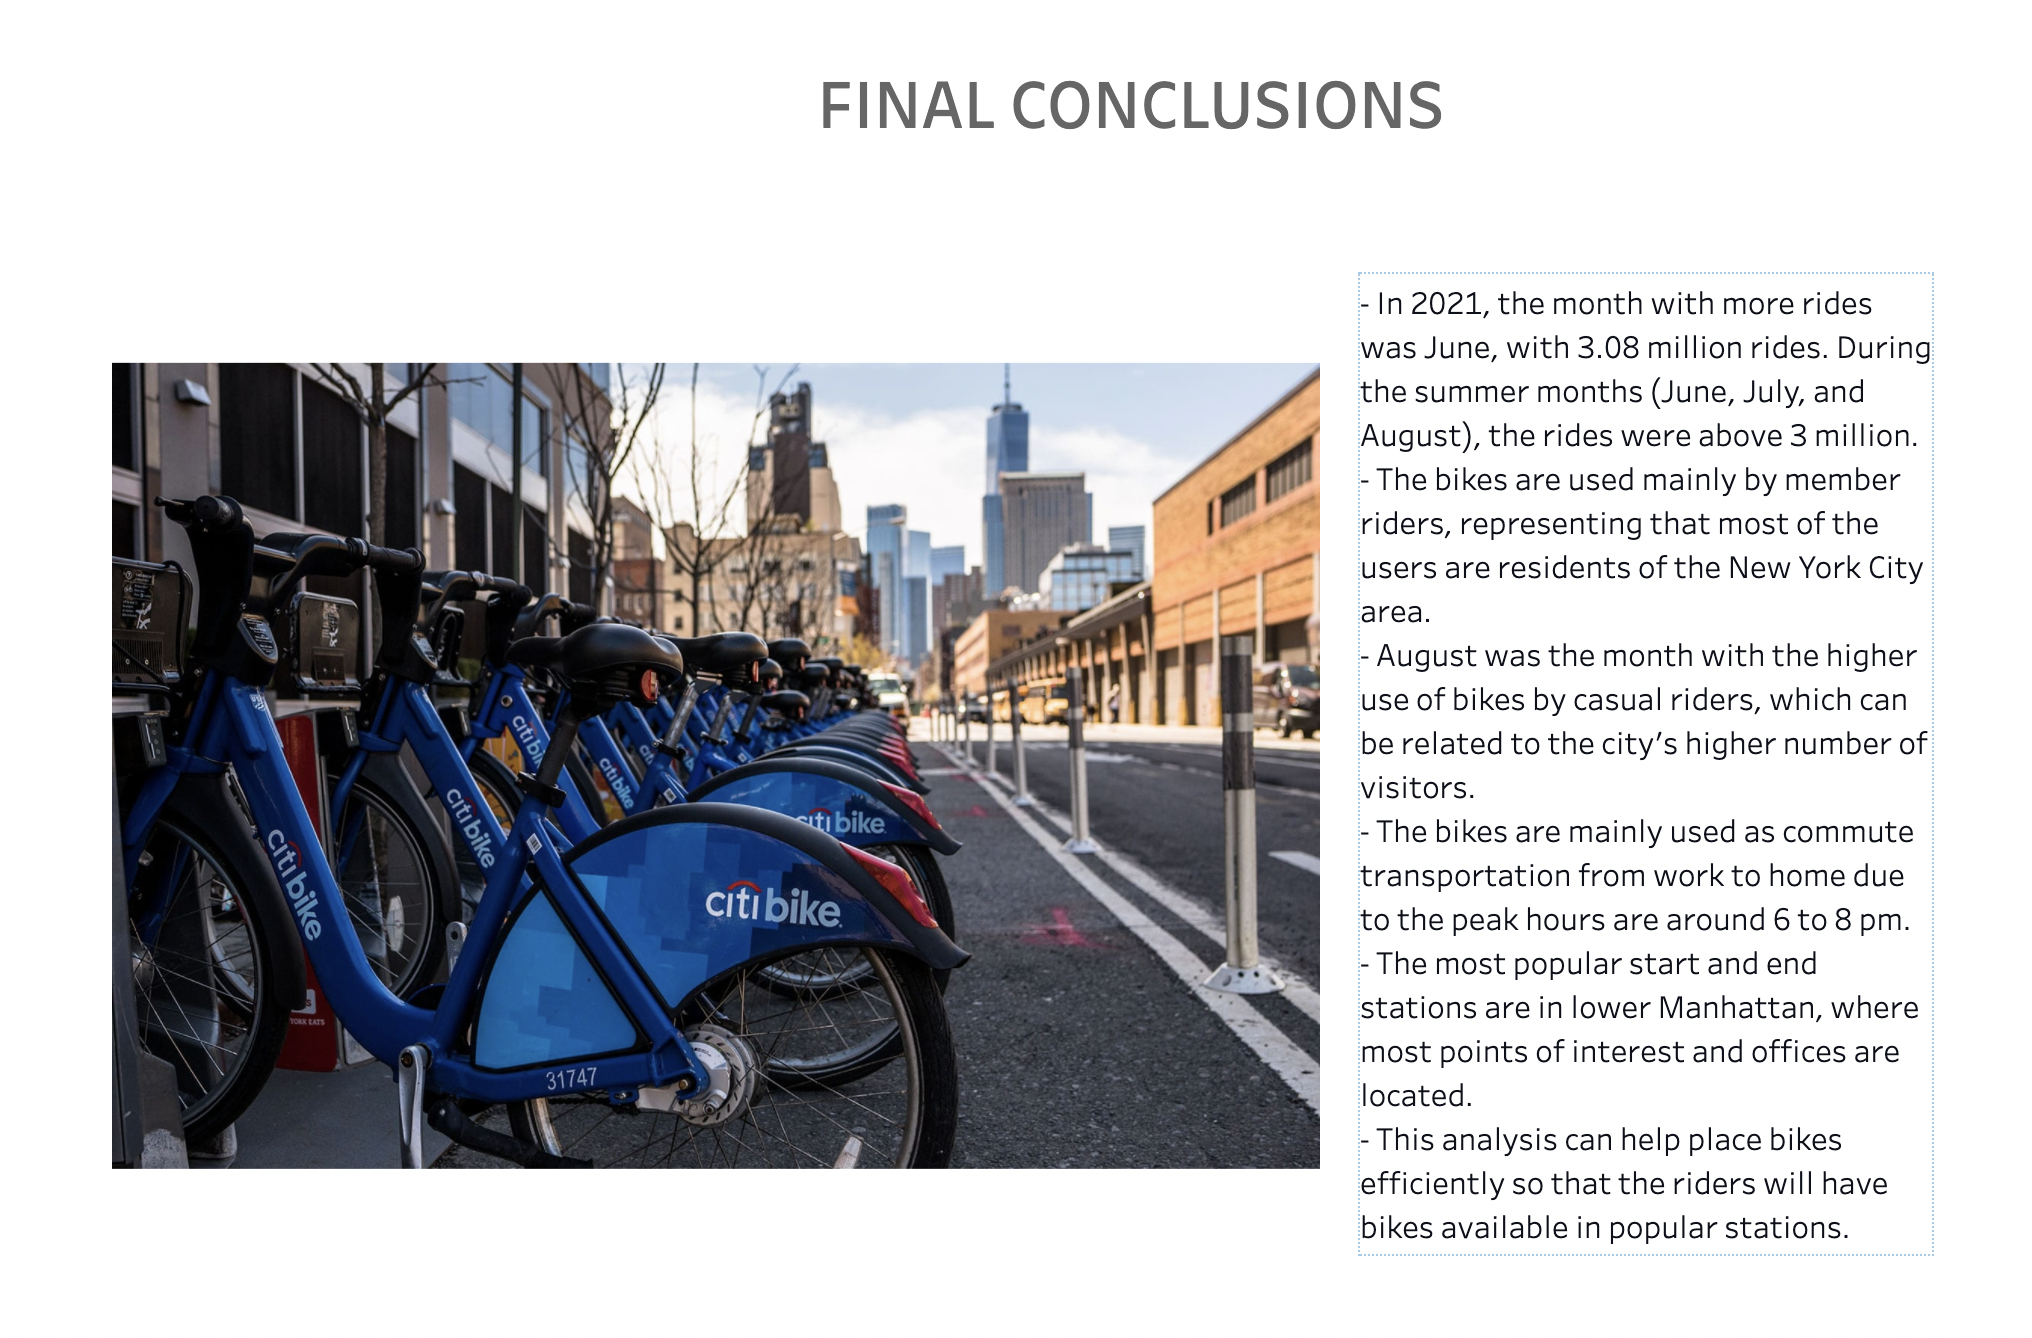 FINAL CONCLUSIONS
- In 2021, the month with more rides
was June, with 3.08 million rides. During
the summer months (June, July, and
August), the rides were above 3 million.
- The bikes are used mainly by member
riders, representing that most of the
users are residents of the New York City
area.
- August was the month with the higher
use of bikes by casual riders, which can
be related to the city’s higher number of
visitors.
- The bikes are mainly used as commute
transportation from work to home due
to the peak hours are around 6 to 8 pm.
- The most popular start and end
stations are in lower Manhattan, where
most points of interest and offices are
located.
- This analysis can help place bikes
efficiently so that the riders will have
bikes available in popular stations.
citibike
citibike
citibike
citibike
citi bike
citi bike
31747
YORK EATS